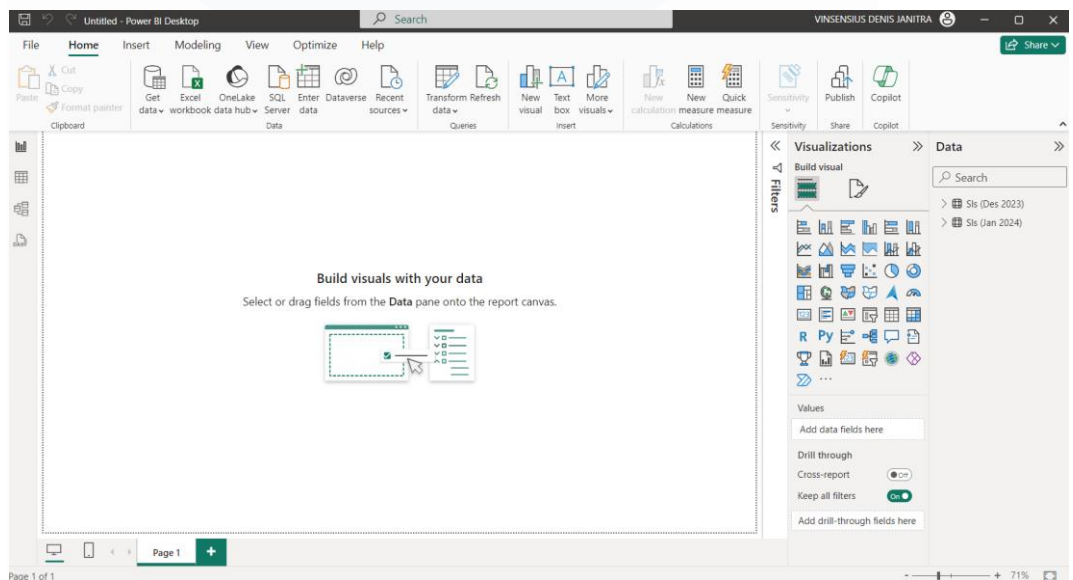 Untitled - Power BI Desktop
Search
VINSENSIUS DENIS JANITRA
File Home Insert Modeling View Optimize Help
Share
Paste
Cut
Copy
Format painter
Clipboard
Get data
Excel workbook
OneLake data hub
SQL Server
Enter data
Dataverse
Recent sources
Data
Transform data
Refresh
Queries
New visual
Text box
More visuals
Insert
New calculation
New measure
Quick measure
Calculations
Sensitivity
Sensitivity
Publish
Share
Copilot
Copilot
Filters
Visualizations
Build visual
R Py
Values
Add data fields here
Drill through
Cross-report Off
Keep all filters On
Add drill-through fields here
Data
Search
Sls (Des 2023)
Sls (Jan 2024)
Build visuals with your data
Select or drag fields from the Data pane onto the report canvas.
Page 1
Page 1 of 1
- + 71%